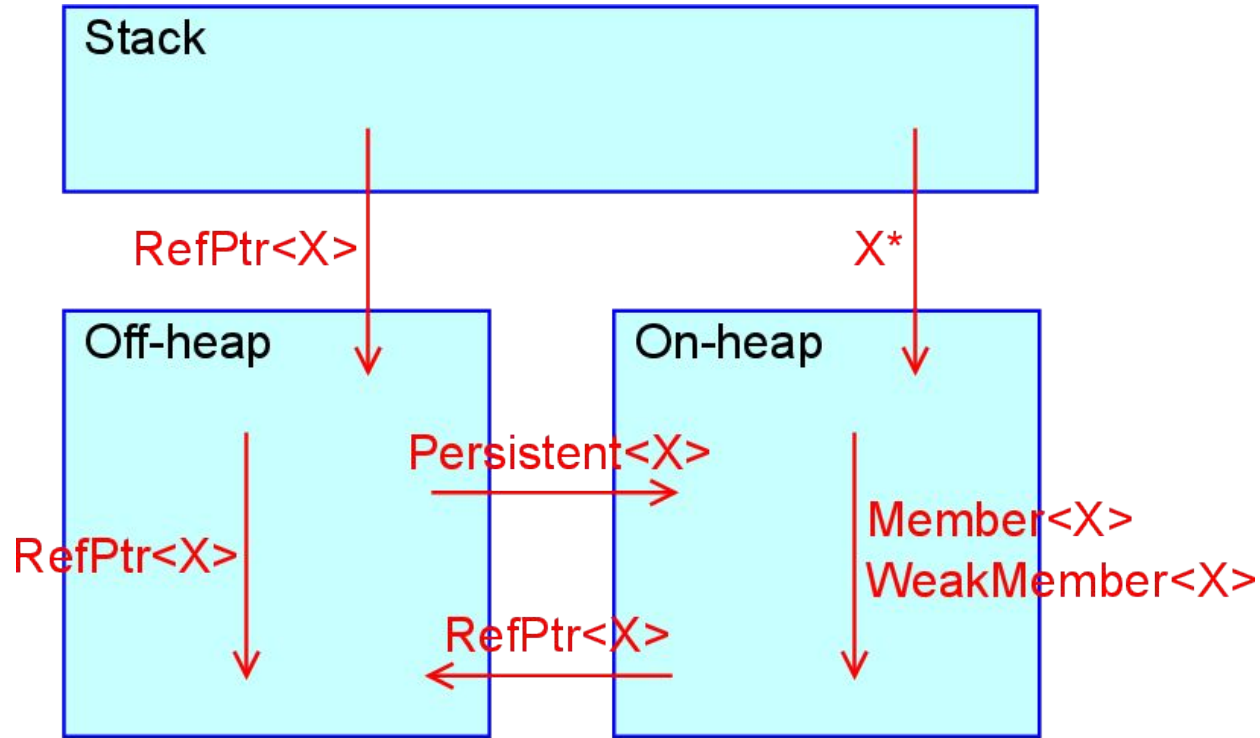 Stack
RefPtr<X>
X*
Off-heap
On-heap
Persistent<X>
Member<X>
RefPtr<X>
WeakMember<X>
RefPtr<X>